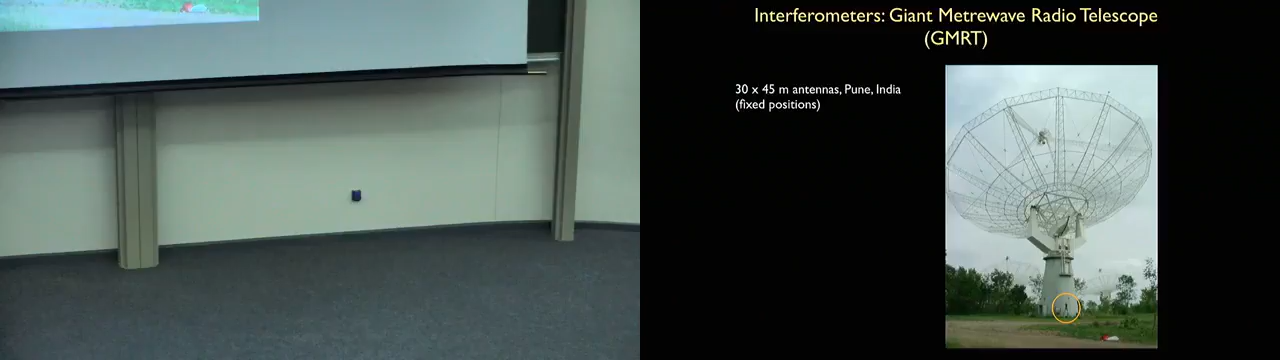 Interferometers: Giant Metrewave Radio Telescope
(GMRT)
30 x 45 m antennas, Pune, India
(fixed positions)